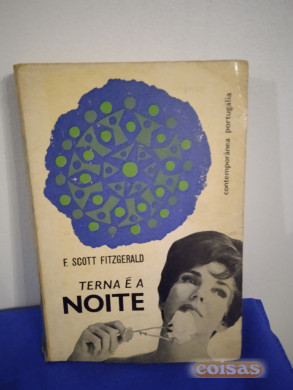 contemporânea portugália
F. SCOTT FITZGERALD
TERNA É A
NOITE
coisas